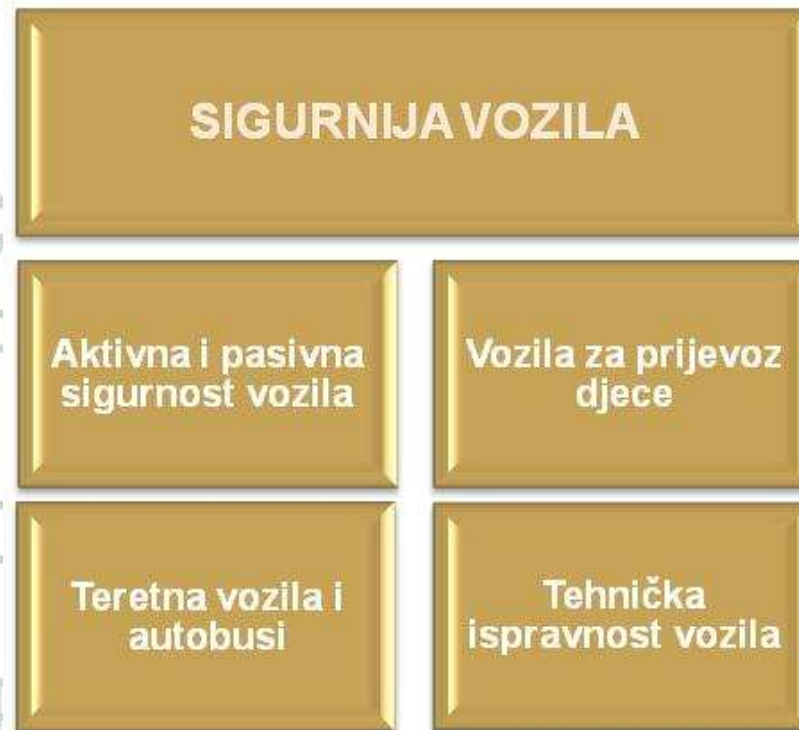 SIGURNIJA VOZILA
Aktivna i pasivna
sigurnost vozila
Vozila za prijevoz
djece
Teretna vozila i
autobusi
Tehnička
ispravnost vozila